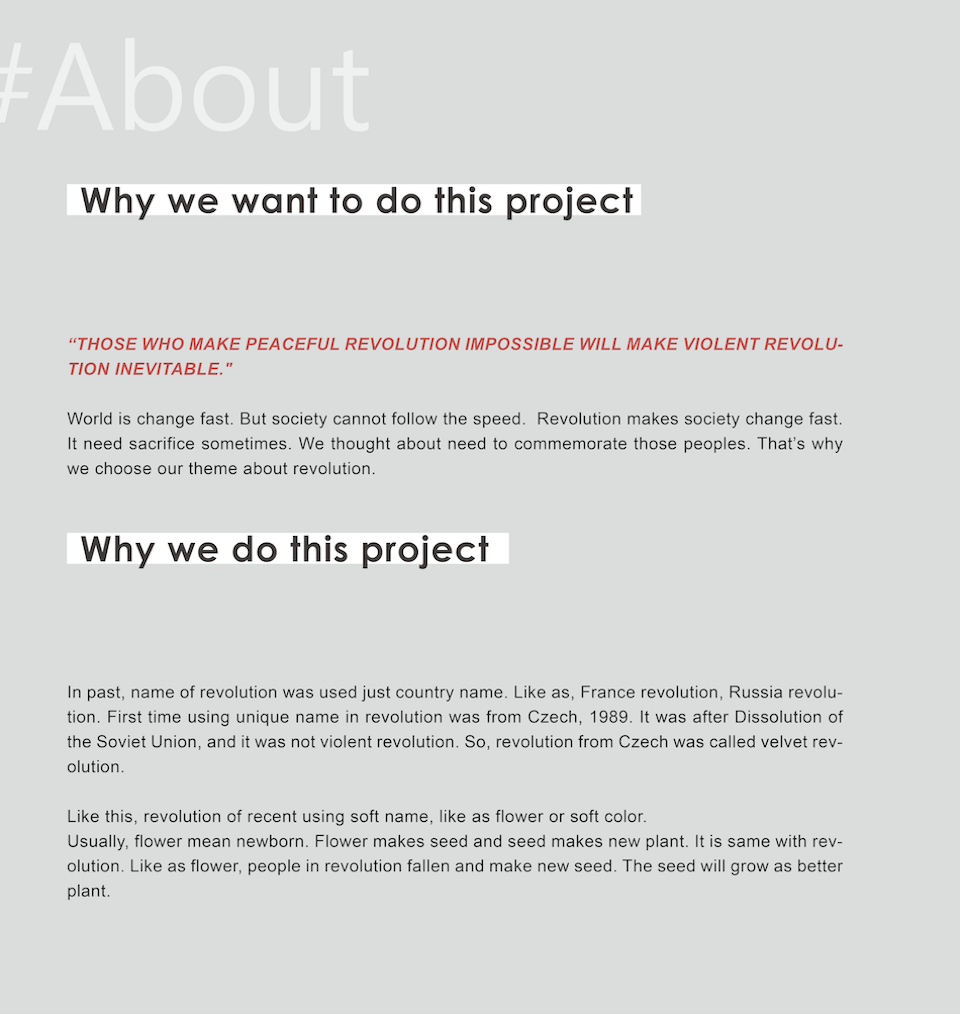 #About
Why we want to do this project
“THOSE WHO MAKE PEACEFUL REVOLUTION IMPOSSIBLE WILL MAKE VIOLENT REVOLU-
TION INEVITABLE."
World is change fast. But society cannot follow the speed.  Revolution makes society change fast.
It need sacrifice sometimes. We thought about need to commemorate those peoples. That’s why
we choose our theme about revolution.
Why we do this project
In past, name of revolution was used just country name. Like as, France revolution, Russia revolu-
tion. First time using unique name in revolution was from Czech, 1989. It was after Dissolution of
the Soviet Union, and it was not violent revolution. So, revolution from Czech was called velvet rev-
olution.
Like this, revolution of recent using soft name, like as flower or soft color.
Usually, flower mean newborn. Flower makes seed and seed makes new plant. It is same with rev-
olution. Like as flower, people in revolution fallen and make new seed. The seed will grow as better
plant.